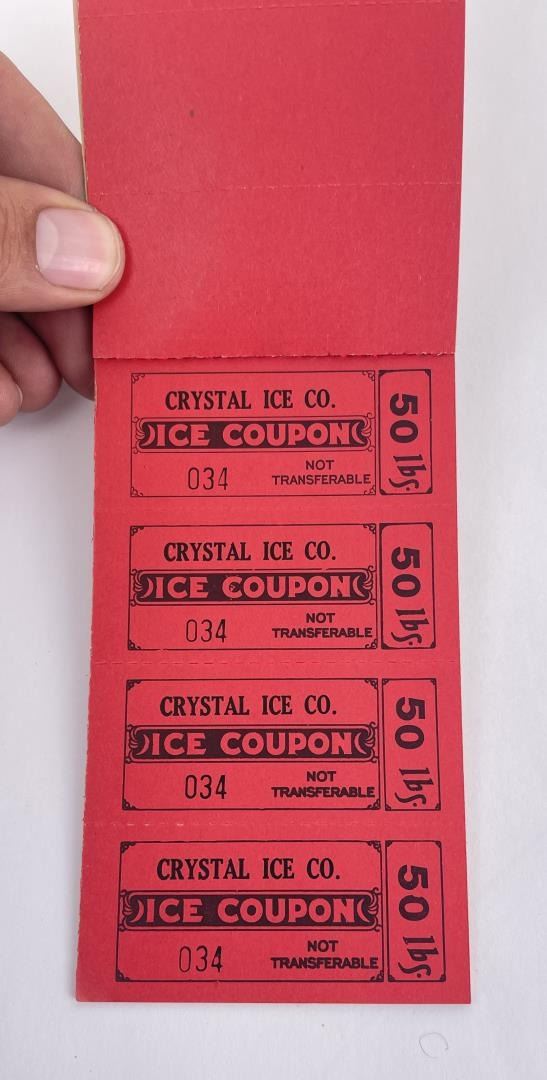 CRYSTAL ICE CO.
ICE COUPON
034
NOT
TRANSFERABLE
50 lbs.
CRYSTAL ICE CO.
ICE COUPON
034
NOT
TRANSFERABLE
50 lbs.
CRYSTAL ICE CO.
ICE COUPON
034
NOT
TRANSFERABLE
50 lbs.
CRYSTAL ICE CO.
ICE COUPON
034
NOT
TRANSFERABLE
50 lbs.